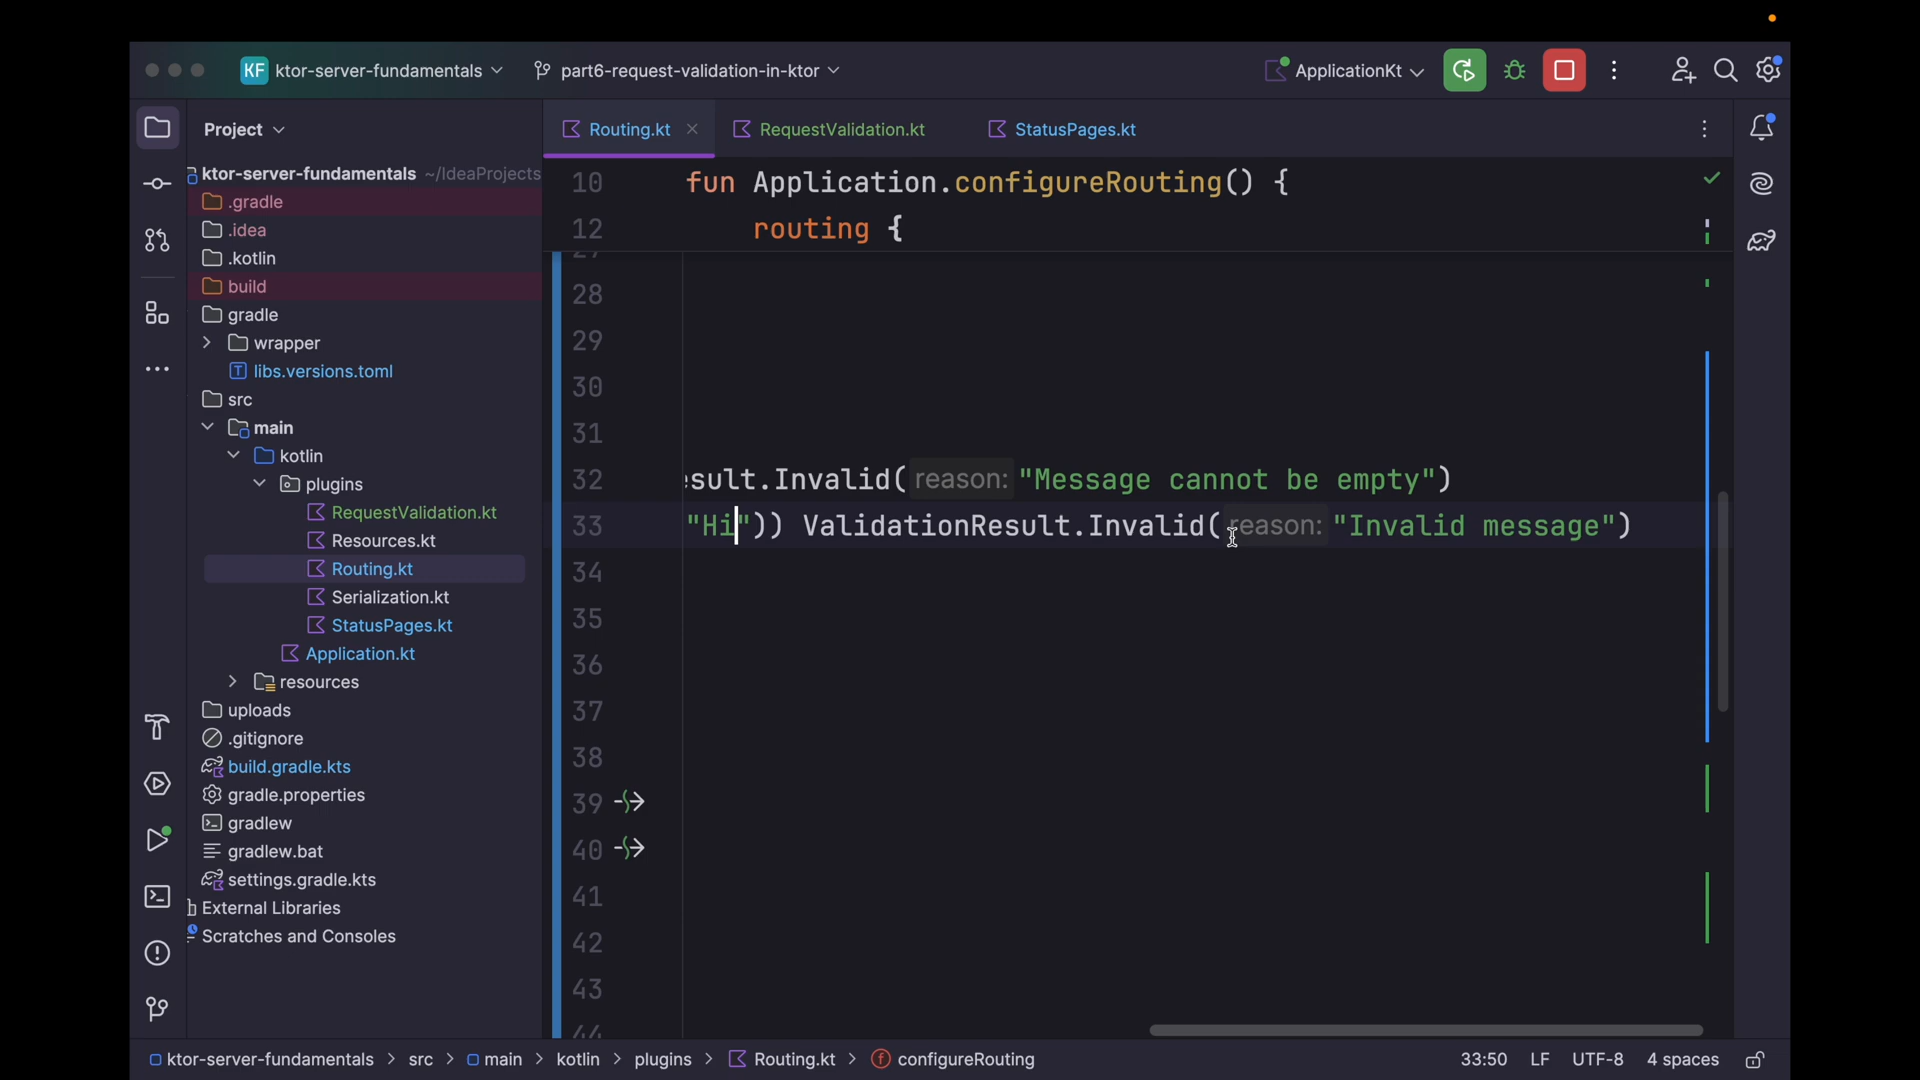 KF ktor-server-fundamentals
part6-request-validation-in-ktor
ApplicationKt
Project
Routing.kt
RequestValidation.kt
StatusPages.kt
ktor-server-fundamentals ~/IdeaProjects
.gradle
.idea
.kotlin
build
gradle
wrapper
libs.versions.toml
src
main
kotlin
plugins
RequestValidation.kt
Resources.kt
Routing.kt
Serialization.kt
StatusPages.kt
Application.kt
resources
uploads
.gitignore
build.gradle.kts
gradle.properties
gradlew
gradlew.bat
settings.gradle.kts
External Libraries
Scratches and Consoles
10 fun Application.configureRouting() {
12 routing {
27
28
29
30
31
32 esult.Invalid( reason: "Message cannot be empty")
33 "Hi")) ValidationResult.Invalid( reason: "Invalid message")
34
35
36
37
38
39
40
41
42
43
44
ktor-server-fundamentals > src > main > kotlin > plugins > Routing.kt > configureRouting
33:50 LF UTF-8 4 spaces